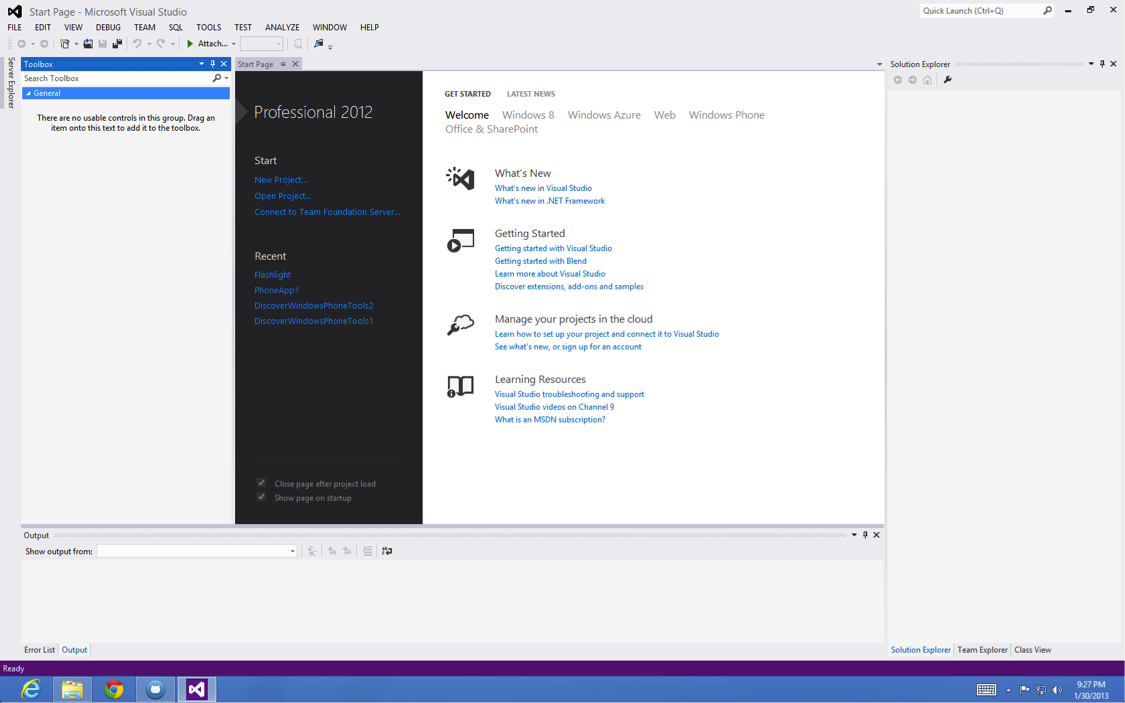 Start Page - Microsoft Visual Studio
Quick Launch (Ctrl+Q)
FILE EDIT VIEW DEBUG TEAM SQL TOOLS TEST ANALYZE WINDOW HELP
Attach...
Server Explorer
Toolbox
Search Toolbox
General
There are no usable controls in this group. Drag an
item onto this text to add it to the toolbox.
Start Page
Professional 2012
Start
New Project...
Open Project...
Connect to Team Foundation Server...
Recent
Flashlight
PhoneApp1
DiscoverWindowsPhoneTools2
DiscoverWindowsPhoneTools1
Close page after project load
Show page on startup
GET STARTED LATEST NEWS
Welcome Windows 8 Windows Azure Web Windows Phone
Office & SharePoint
What's New
What's new in Visual Studio
What's new in .NET Framework
Getting Started
Getting started with Visual Studio
Getting started with Blend
Learn more about Visual Studio
Discover extensions, add-ons and samples
Manage your projects in the cloud
Learn how to set up your project and connect it to Visual Studio
See what's new, or sign up for an account
Learning Resources
Visual Studio troubleshooting and support
Visual Studio videos on Channel 9
What is an MSDN subscription?
Solution Explorer
Output
Show output from:
Error List Output
Solution Explorer Team Explorer Class View
Ready
9:27 PM
1/30/2013